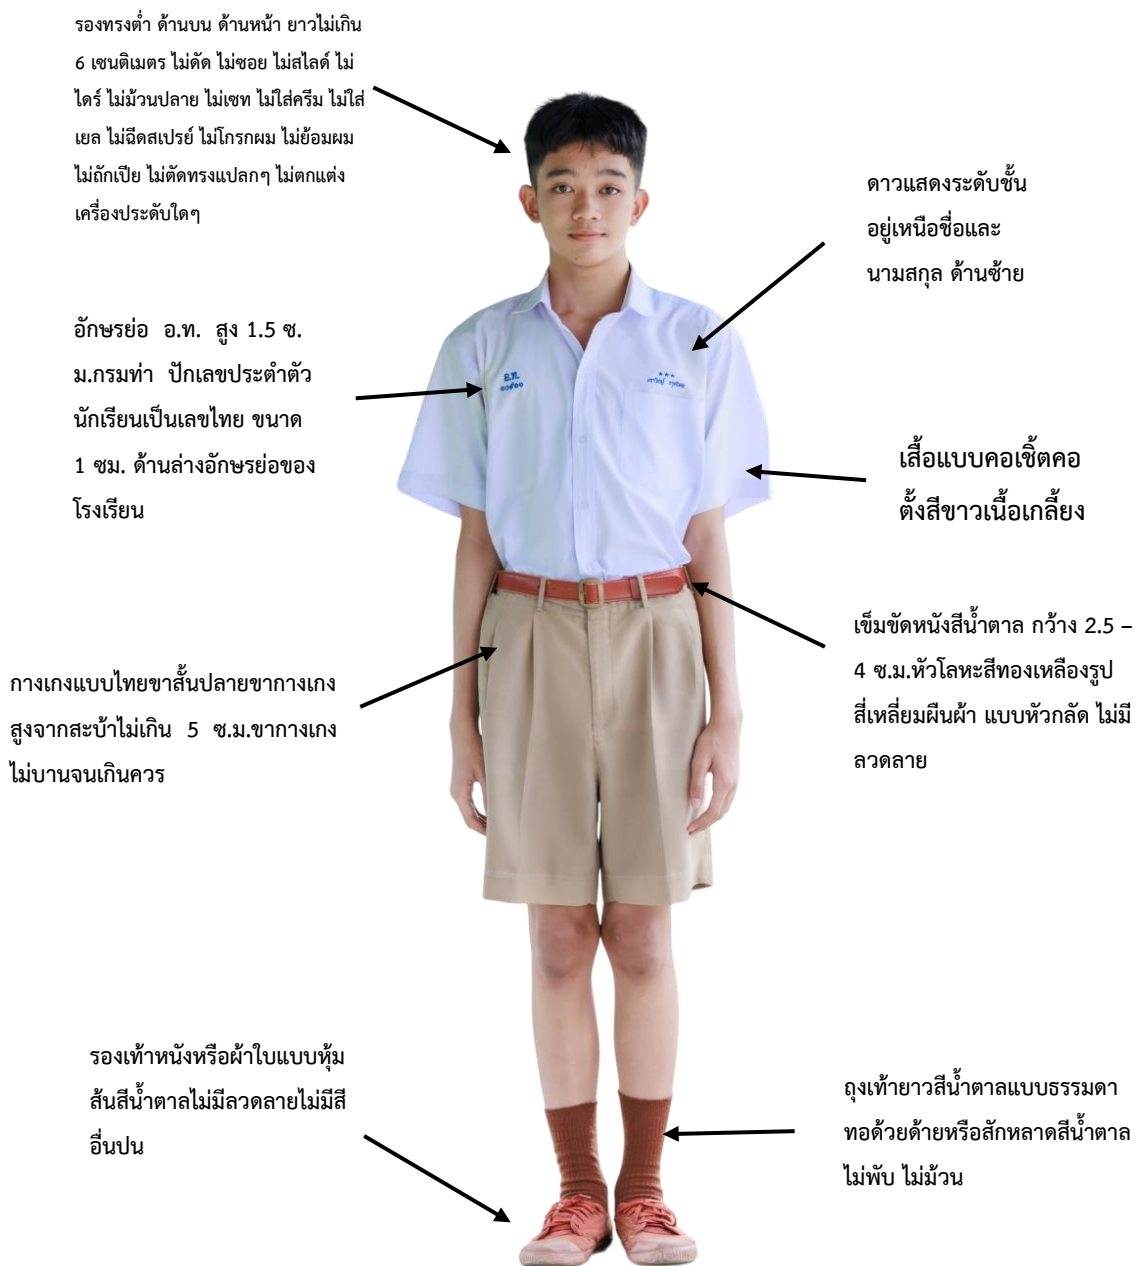 รองทรงต่ำ ด้านบน ด้านหน้า ยาวไม่เกิน
6 เซนติเมตร ไม่ดัด ไม่ซอย ไม่สไลด์ ไม่
ไดร์ ไม่ม้วนปลาย ไม่เซท ไม่ใส่ครีม ไม่ใส่
เยล ไม่ฉีดสเปรย์ ไม่โกรกผม ไม่ย้อมผม
ไม่ถักเปีย ไม่ตัดทรงแปลกๆ ไม่ตกแต่ง
เครื่องประดับใดๆ
ดาวแสดงระดับชั้น
อยู่เหนือชื่อและ
นามสกุล ด้านซ้าย
อักษรย่อ อ.ท. สูง 1.5 ซ.
ม.กรมท่า ปักเลขประตำตัว
นักเรียนเป็นเลขไทย ขนาด
1 ซม. ด้านล่างอักษรย่อของ
โรงเรียน
อ.ท.
เสื้อแบบคอเชิ้ตคอ
ตั้งสีขาวเนื้อเกลี้ยง
เข็มขัดหนังสีน้ำตาล กว้าง 2.5 –
4 ซ.ม.หัวโลหะสีทองเหลืองรูป
สี่เหลี่ยมผืนผ้า แบบหัวกลัด ไม่มี
ลวดลาย
กางเกงแบบไทยขาสั้นปลายขากางเกง
สูงจากสะบ้าไม่เกิน 5 ซ.ม.ขากางเกง
ไม่บานจนเกินควร
รองเท้าหนังหรือผ้าใบแบบหุ้ม
ส้นสีน้ำตาลไม่มีลวดลายไม่มีสี
อื่นปน
ถุงเท้ายาวสีน้ำตาลแบบธรรมดา
ทอด้วยด้ายหรือสักหลาดสีน้ำตาล
ไม่พับ ไม่ม้วน